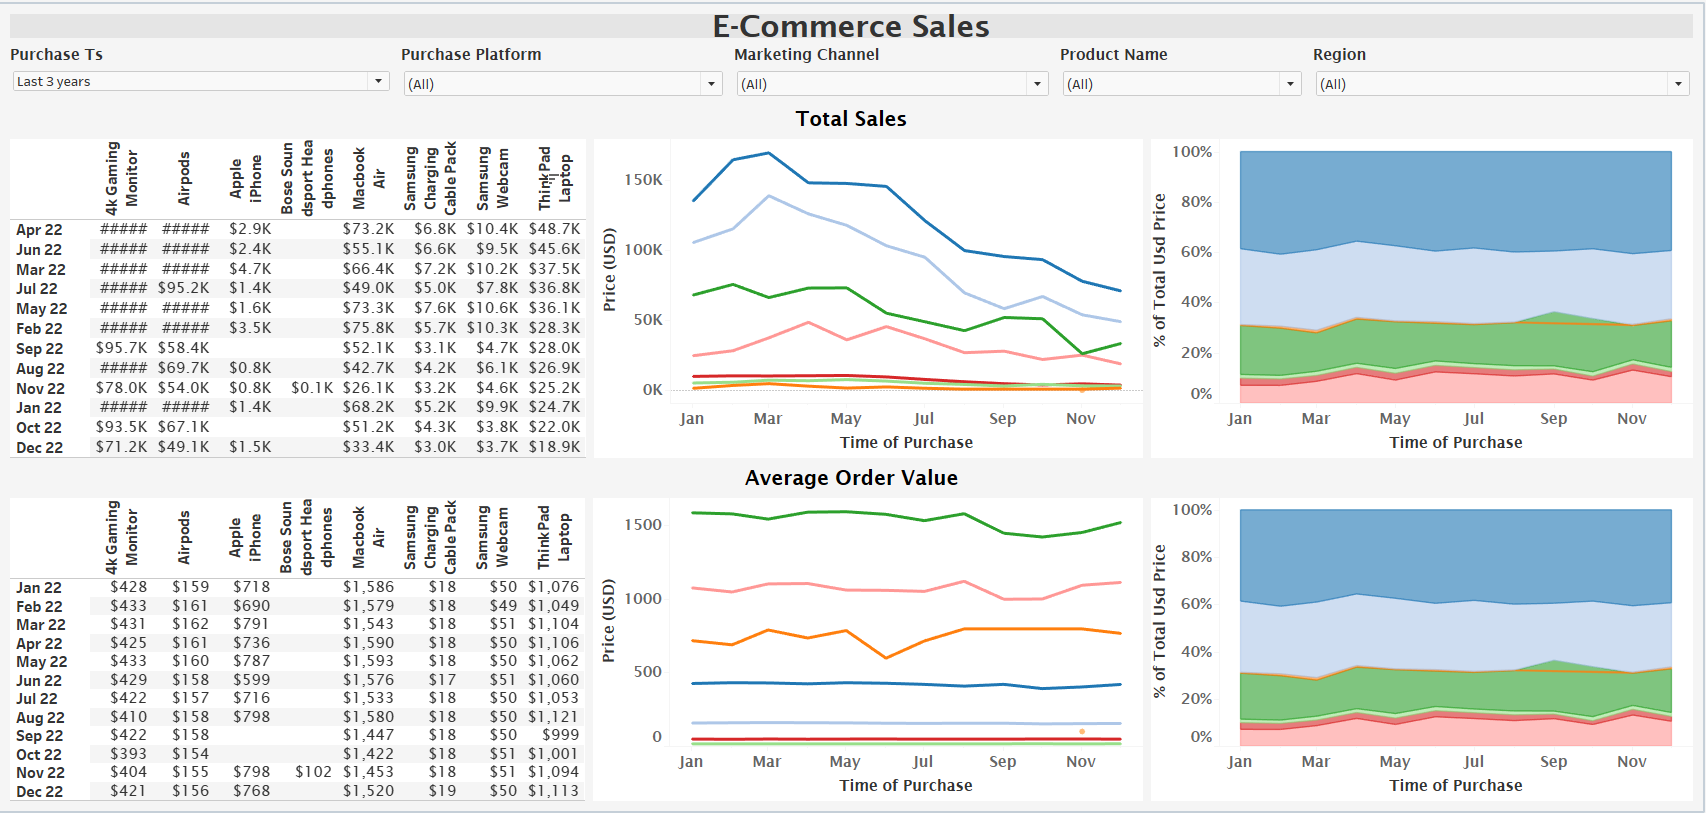 E-Commerce Sales
Purchase Ts
Purchase Platform
Marketing Channel
Product Name
Region
Last 3 years
(All)
(All)
(All)
(All)
Total Sales
4k Gaming
Monitor
Airpods
Apple
iPhone
Bose Soun
dsport Hea
dphones
Macbook
Air
Samsung
Charging
Cable Pack
Samsung
Webcam
ThinkPad
Laptop
Apr 22 ##### ##### $2.9K $73.2K $6.8K $10.4K $48.7K
Jun 22 ##### ##### $2.4K $55.1K $6.6K $9.5K $45.6K
Mar 22 ##### ##### $4.7K $66.4K $7.2K $10.2K $37.5K
Jul 22 ##### $95.2K $1.4K $49.0K $5.0K $7.8K $36.8K
May 22 ##### ##### $1.6K $73.3K $7.6K $10.6K $36.1K
Feb 22 ##### ##### $3.5K $75.8K $5.7K $10.3K $28.3K
Sep 22 $95.7K $58.4K $52.1K $3.1K $4.7K $28.0K
Aug 22 ##### $69.7K $0.8K $42.7K $4.2K $6.1K $26.9K
Nov 22 $78.0K $54.0K $0.8K $0.1K $26.1K $3.2K $4.6K $25.2K
Jan 22 ##### ##### $1.4K $68.2K $5.2K $9.9K $24.7K
Oct 22 $93.5K $67.1K $51.2K $4.3K $3.8K $22.0K
Dec 22 $71.2K $49.1K $1.5K $33.4K $3.0K $3.7K $18.9K
Price (USD)
150K
100K
50K
0K
Jan Mar May Jul Sep Nov
Time of Purchase
% of Total Usd Price
100%
80%
60%
40%
20%
0%
Jan Mar May Jul Sep Nov
Time of Purchase
Average Order Value
4k Gaming
Monitor
Airpods
Apple
iPhone
Bose Soun
dsport Hea
dphones
Macbook
Air
Samsung
Charging
Cable Pack
Samsung
Webcam
ThinkPad
Laptop
Jan 22 $428 $159 $718 $1,586 $18 $50 $1,076
Feb 22 $433 $161 $690 $1,579 $18 $49 $1,049
Mar 22 $431 $162 $791 $1,543 $18 $51 $1,104
Apr 22 $425 $161 $736 $1,590 $18 $50 $1,106
May 22 $433 $160 $787 $1,593 $18 $50 $1,062
Jun 22 $429 $158 $599 $1,576 $17 $51 $1,060
Jul 22 $422 $157 $716 $1,533 $18 $50 $1,053
Aug 22 $410 $158 $798 $1,580 $18 $50 $1,121
Sep 22 $422 $158 $1,447 $18 $50 $999
Oct 22 $393 $154 $1,422 $18 $51 $1,001
Nov 22 $404 $155 $798 $102 $1,453 $18 $51 $1,094
Dec 22 $421 $156 $768 $1,520 $19 $50 $1,113
Price (USD)
1500
1000
500
0
Jan Mar May Jul Sep Nov
Time of Purchase
% of Total Usd Price
100%
80%
60%
40%
20%
0%
Jan Mar May Jul Sep Nov
Time of Purchase